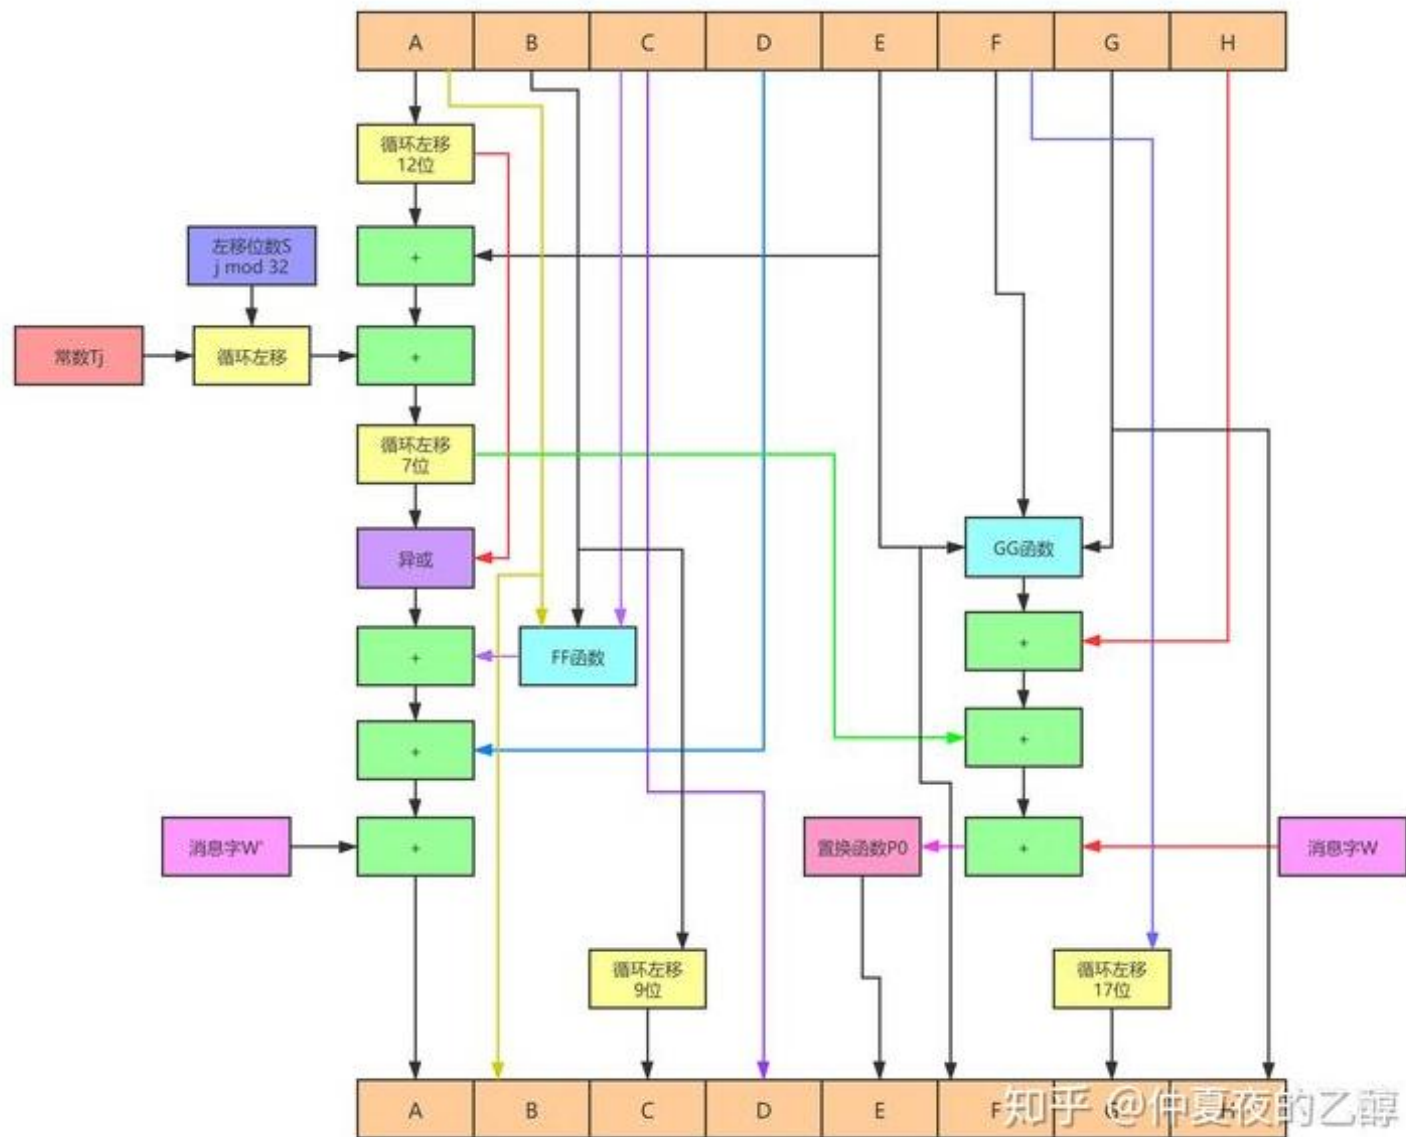 A B C D E F G H
循环左移
12位
左移位数S
j mod 32
+
常数Tj
循环左移
+
循环左移
7位
GG函数
异或
+
+
FF函数
+
+
消息字W'
+
置换函数P0
+
消息字W
循环左移
9位
循环左移
17位
A B C D E F G H
知乎 @仲夏夜的乙醇